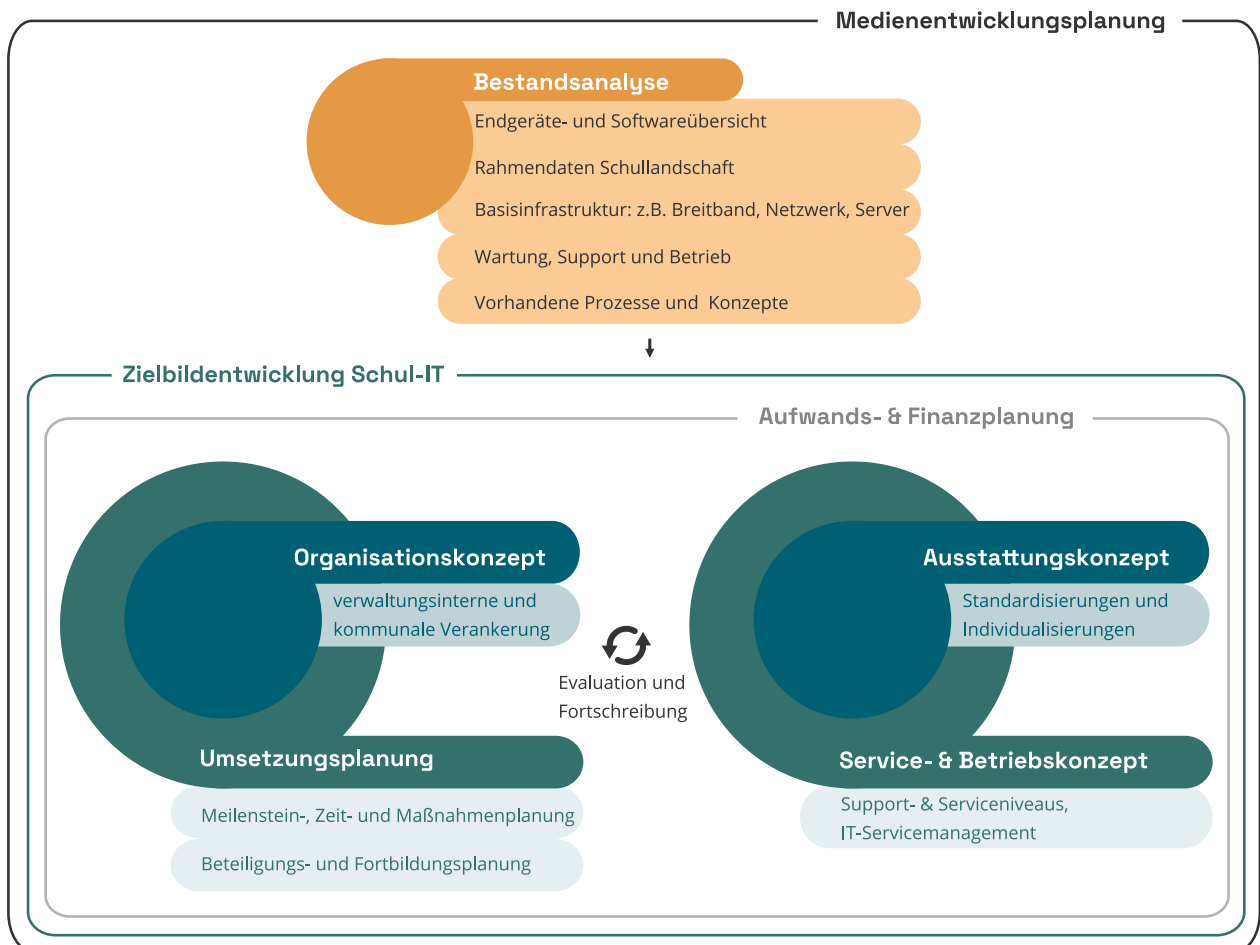 Medienentwicklungsplanung
Bestandsanalyse
Endgeräte- und Softwareübersicht
Rahmendaten Schullandschaft
Basisinfrastruktur: z.B. Breitband, Netzwerk, Server
Wartung, Support und Betrieb
Vorhandene Prozesse und Konzepte
Zielbildentwicklung Schul-IT
Aufwands- & Finanzplanung
Organisationskonzept
verwaltungsinterne und
kommunale Verankerung
Umsetzungsplanung
Meilenstein-, Zeit- und Maßnahmenplanung
Beteiligungs- und Fortbildungsplanung
Evaluation und
Fortschreibung
Ausstattungskonzept
Standardisierungen und
Individualisierungen
Service- & Betriebskonzept
Support- & Serviceniveaus,
IT-Servicemanagement